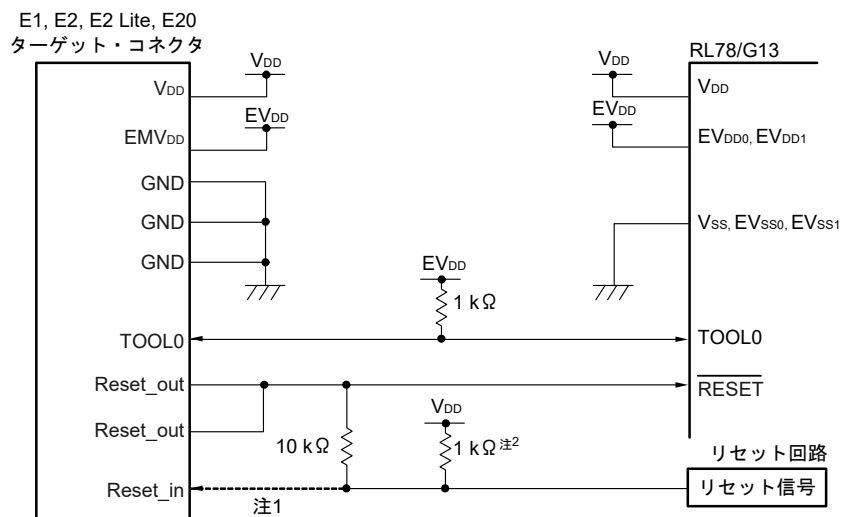 E1, E2, E2 Lite, E20
ターゲット・コネクタ
VDD
EMVDD
GND
GND
GND
TOOL0
Reset_out
Reset_out
Reset_in
VDD
EVDD
EVDD
1 kΩ
10 kΩ
VDD
1 kΩ 注2
注1
VDD
EVDD
RL78/G13
VDD
EVDD0, EVDD1
VSS, EVSS0, EVSS1
TOOL0
RESET
リセット回路
リセット信号